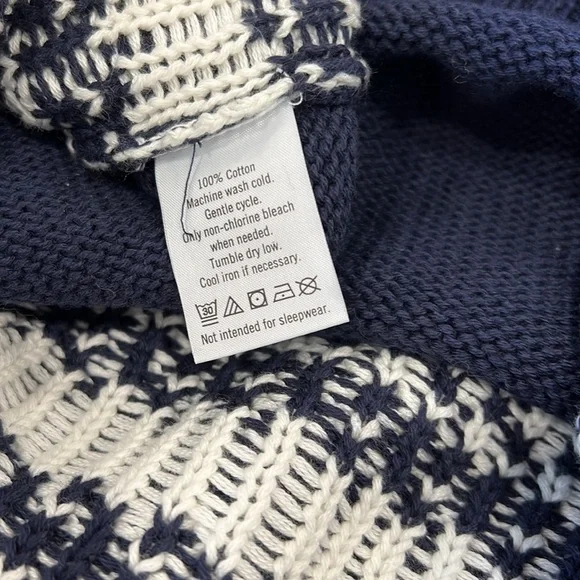 100% Cotton
Machine wash cold.
Gentle cycle.
Only non-chlorine bleach
when needed.
Tumble dry low.
Cool iron if necessary.
30
Not intended for sleepwear.